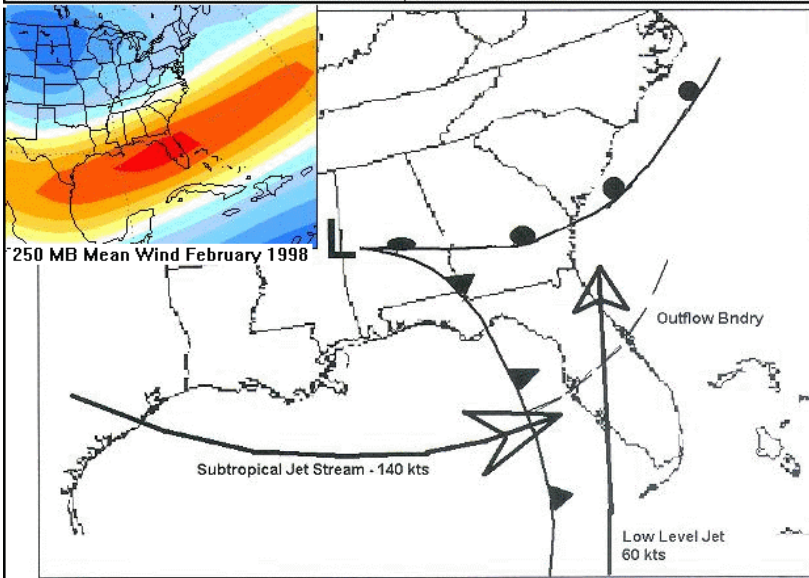 250 MB Mean Wind February 1998
L
Outflow Bndry
Subtropical Jet Stream - 140 kts
Low Level Jet
60 kts